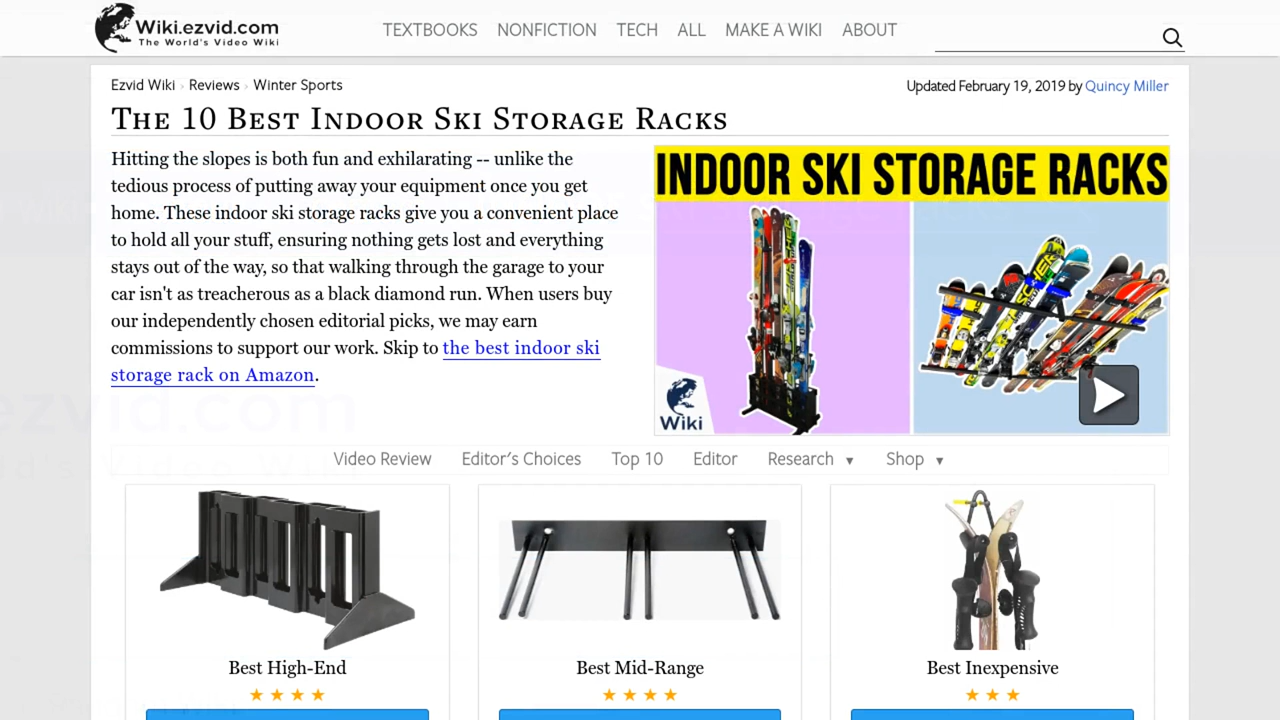 Wiki.ezvid.com
The World's Video Wiki
TEXTBOOKS NONFICTION TECH ALL MAKE A WIKI ABOUT
Ezvid Wiki › Reviews › Winter Sports
Updated February 19, 2019 by Quincy Miller
The 10 Best Indoor Ski Storage Racks
Hitting the slopes is both fun and exhilarating -- unlike the
tedious process of putting away your equipment once you get
home. These indoor ski storage racks give you a convenient place
to hold all your stuff, ensuring nothing gets lost and everything
stays out of the way, so that walking through the garage to your
car isn't as treacherous as a black diamond run. When users buy
our independently chosen editorial picks, we may earn
commissions to support our work. Skip to the best indoor ski
storage rack on Amazon.
INDOOR SKI STORAGE RACKS
Wiki
Video Review Editor's Choices Top 10 Editor Research ▼ Shop ▼
Best High-End
Best Mid-Range
Best Inexpensive
ezvid.com